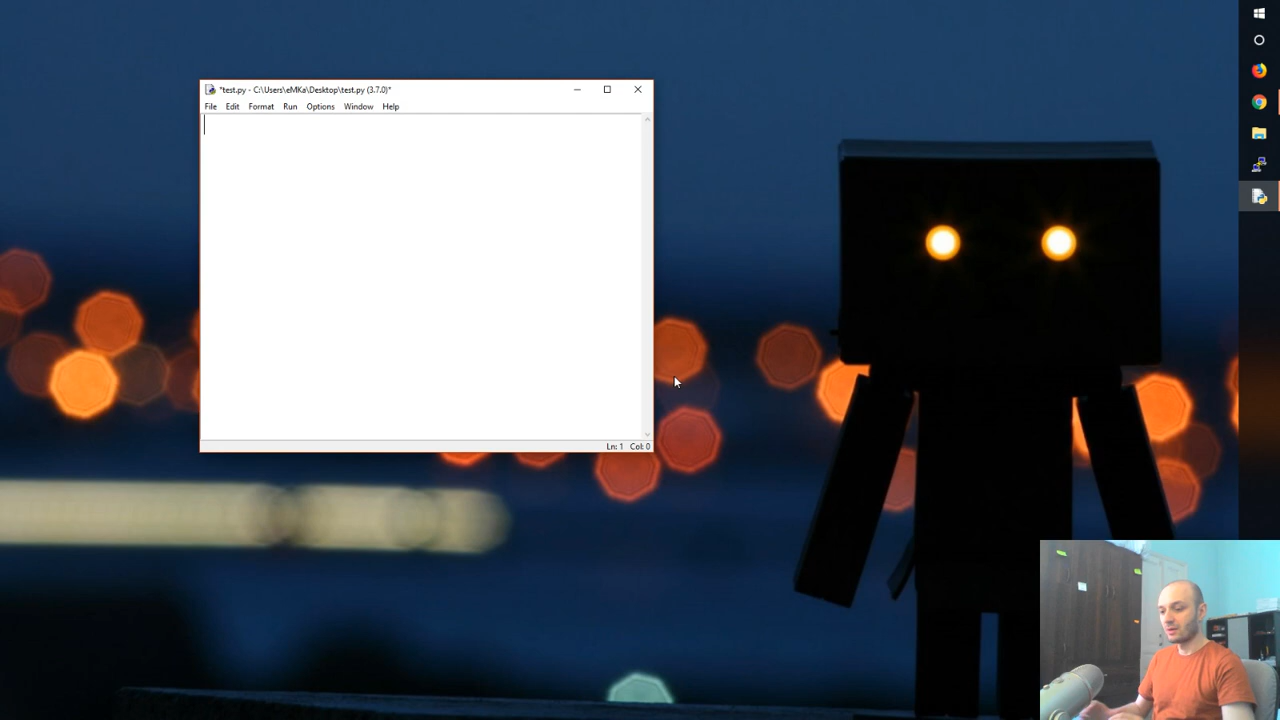 *test.py - C:\Users\eMKa\Desktop\test.py (3.7.0)*
File Edit Format Run Options Window Help
Ln: 1 Col: 0